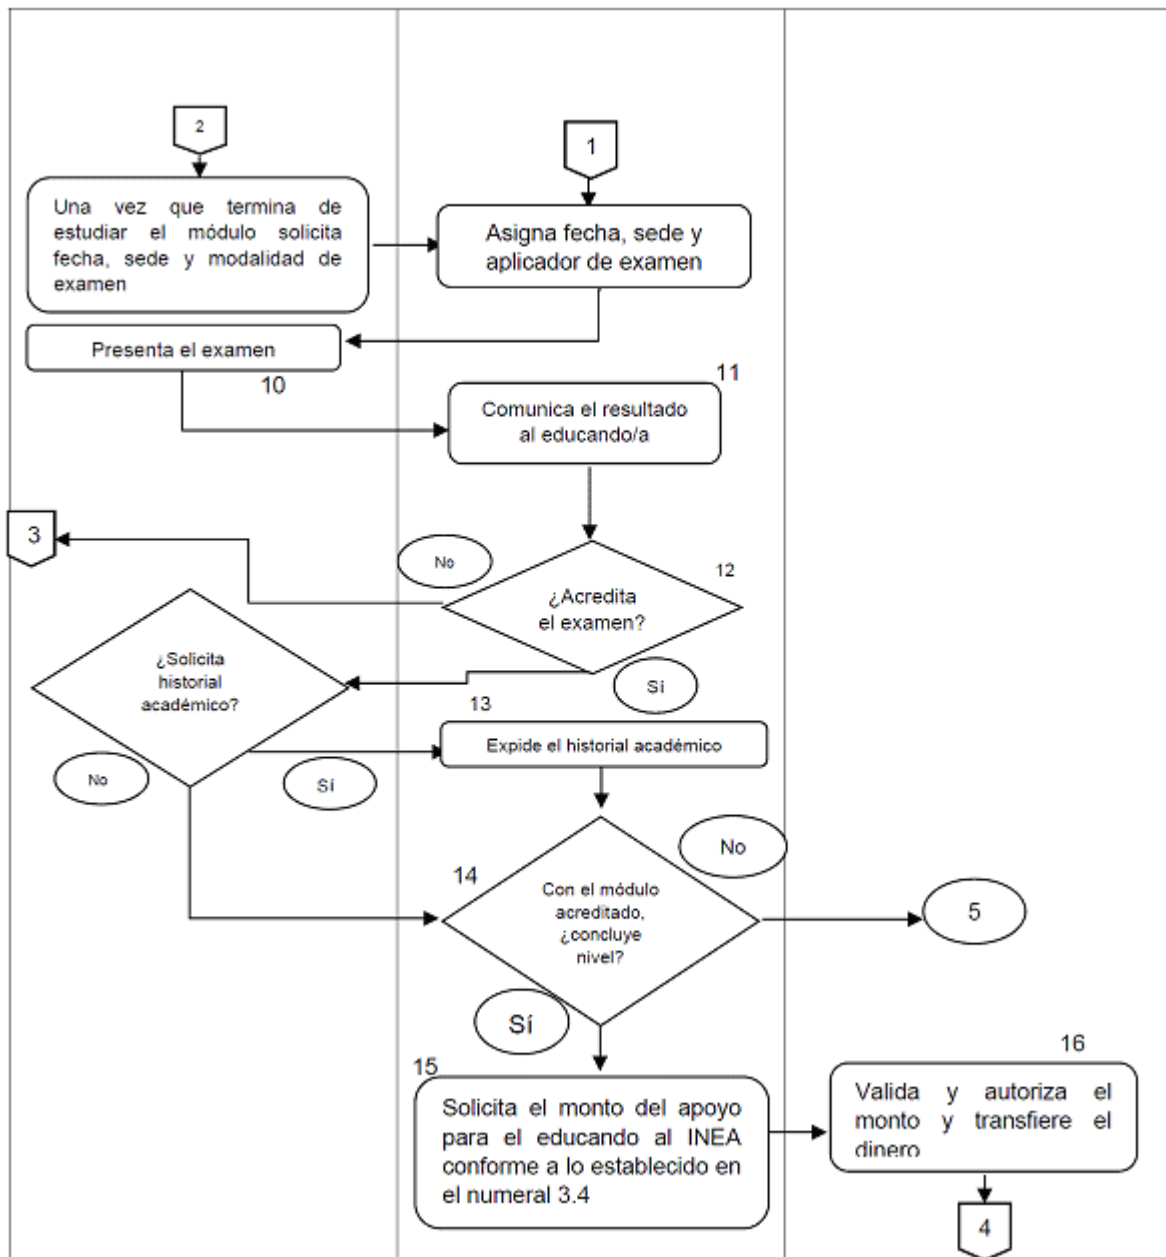 2
1
Una vez que termina de
estudiar el módulo solicita
fecha, sede y modalidad de
examen
Asigna fecha, sede y
aplicador de examen
Presenta el examen
10
11
Comunica el resultado
al educando/a
3
No
12
¿Acredita
el examen?
¿Solicita
historial
académico?
Sí
13
Expide el historial académico
No
Sí
No
14
Con el módulo
acreditado,
¿concluye
nivel?
5
Sí
15
Solicita el monto del apoyo
para el educando al INEA
conforme a lo establecido en
el numeral 3.4
16
Valida y autoriza el
monto y transfiere el
dinero
4